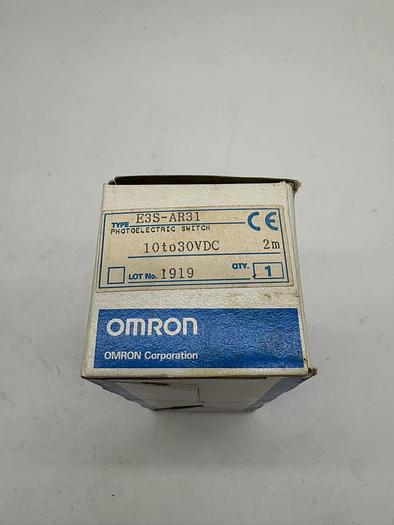 TYPE E3S-AR31 CE
PHOTOELECTRIC SWITCH
10to30VDC 2m
LOT No. 1919 QTY. 1
OMRON
OMRON Corporation